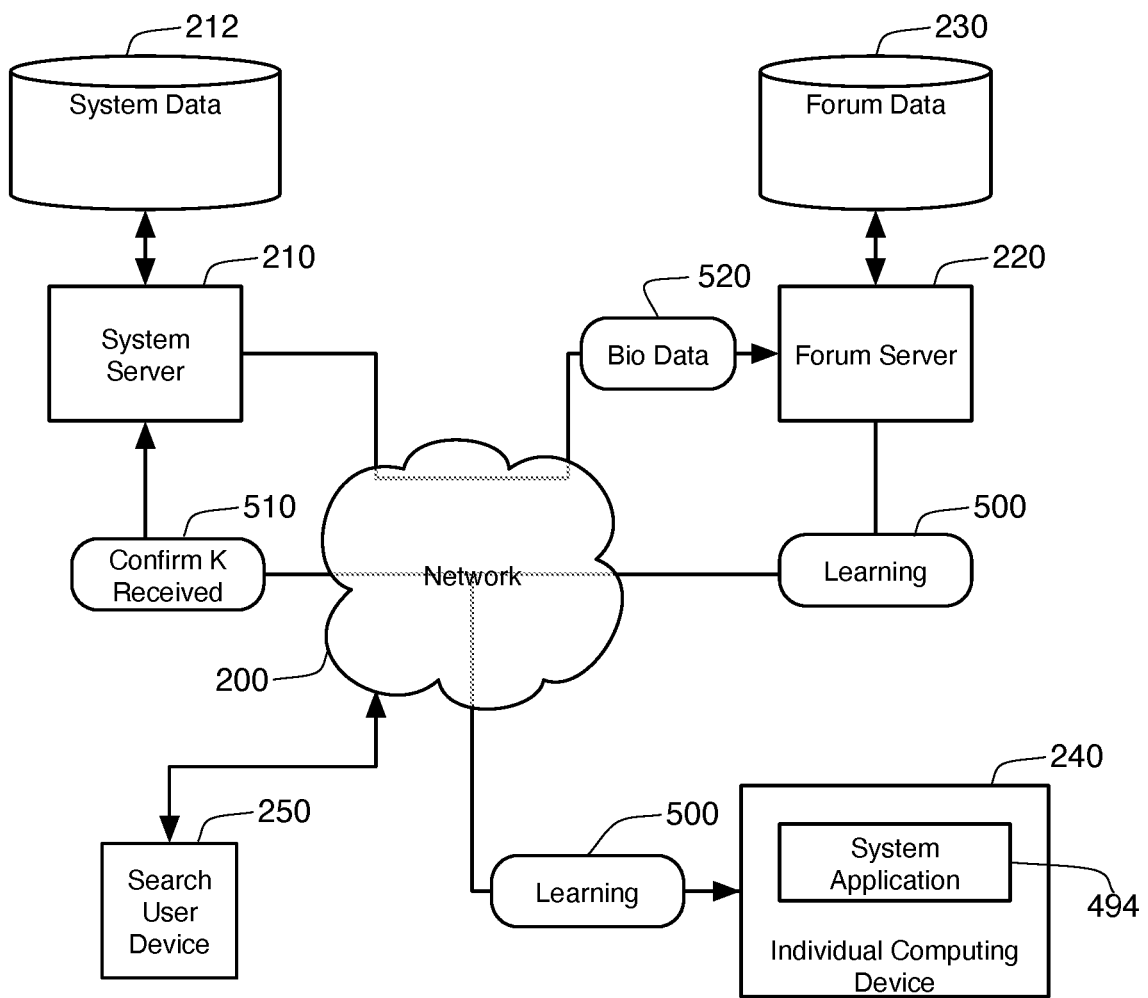 212
230
System Data
Forum Data
210
520
220
System
Server
Bio Data
Forum Server
510
500
Confirm K
Received
Network
Learning
200
240
250
500
System
Application
Search
User
Device
Learning
494
Individual Computing
Device